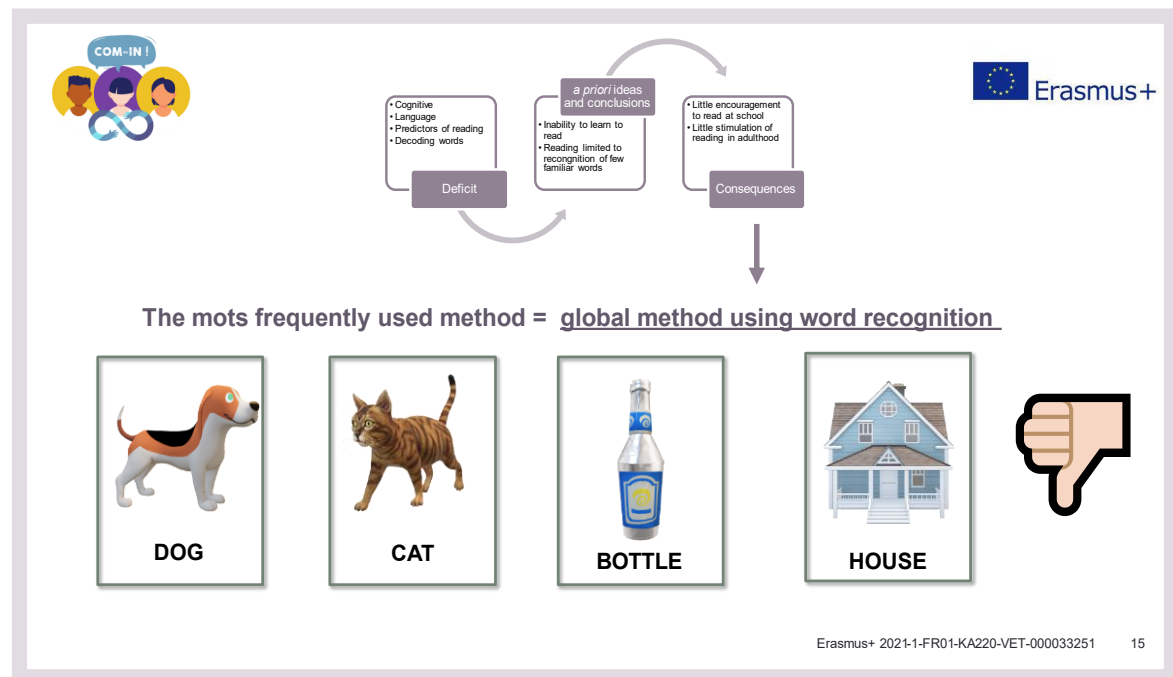 COM-IN !
Erasmus+
• Cognitive
• Language
• Predictors of reading
• Decoding words
Deficit
a priori ideas
and conclusions
• Inability to learn to
read
• Reading limited to
recongnition of few
familiar words
• Little encouragement
to read at school
• Little stimulation of
reading in adulthood
Consequences
The mots frequently used method = global method using word recognition
DOG
CAT
BOTTLE
HOUSE
Erasmus+ 2021-1-FR01-KA220-VET-000033251 15